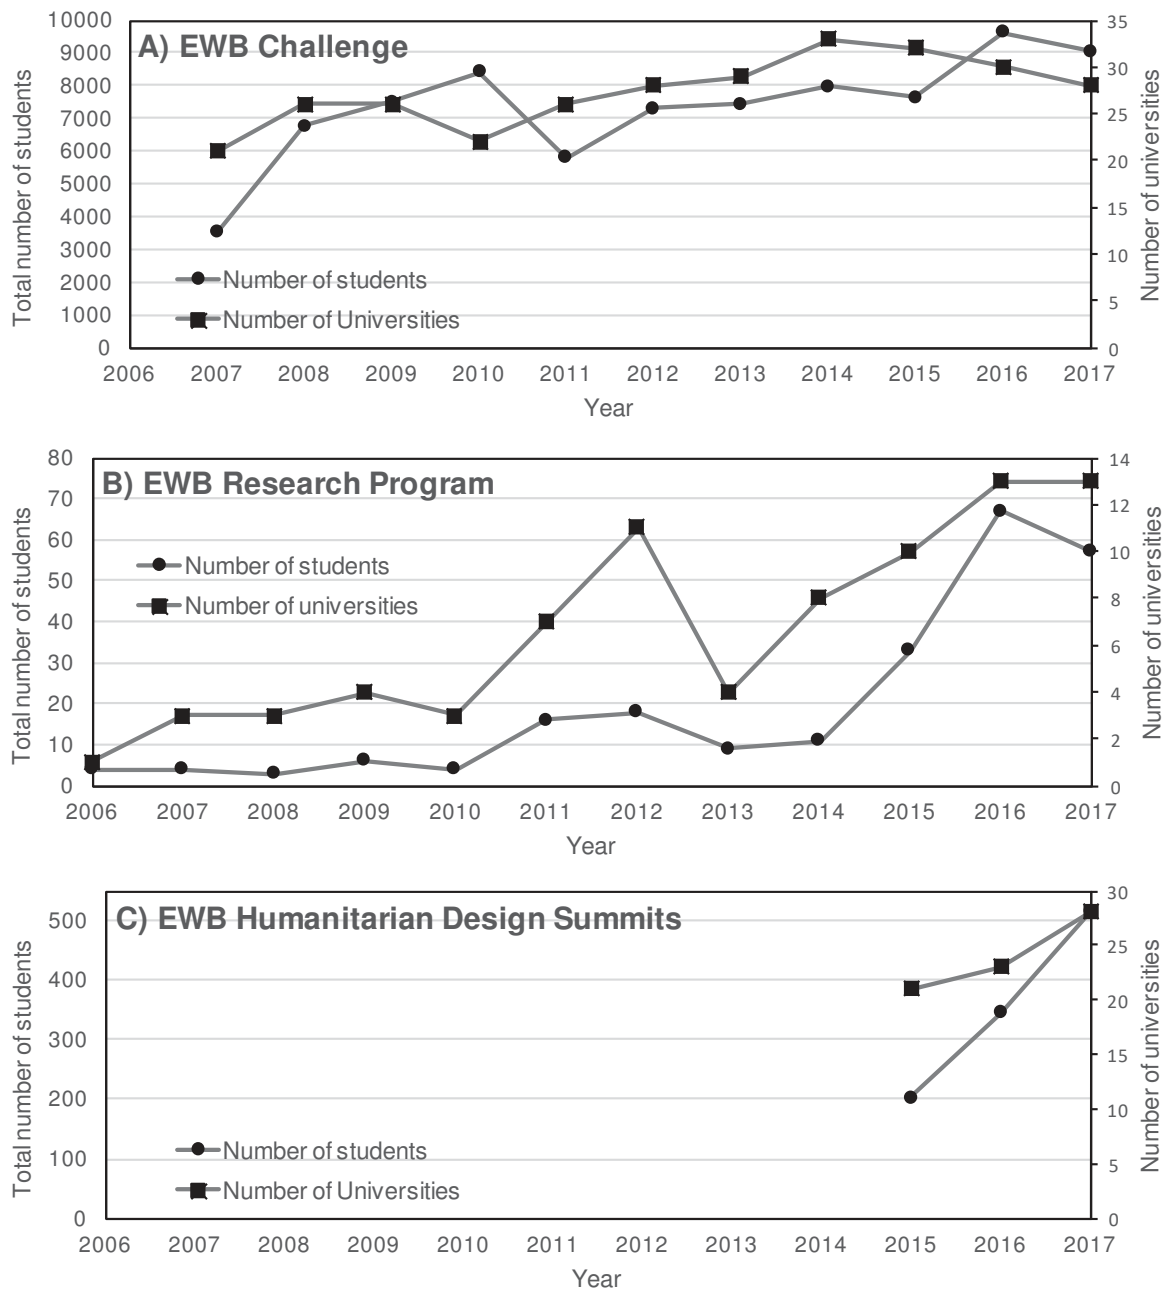 A) EWB Challenge
Total number of students
10000
9000
8000
7000
6000
5000
4000
3000
2000
1000
0
Number of students
Number of Universities
35
30
25
20
15
10
5
0
Number of universities
2006 2007 2008 2009 2010 2011 2012 2013 2014 2015 2016 2017
Year
B) EWB Research Program
Total number of students
80
70
60
50
40
30
20
10
0
Number of students
Number of universities
14
12
10
8
6
4
2
0
Number of universities
2006 2007 2008 2009 2010 2011 2012 2013 2014 2015 2016 2017
Year
C) EWB Humanitarian Design Summits
Total number of students
500
400
300
200
100
0
Number of students
Number of Universities
30
25
20
15
10
5
0
Number of universities
2006 2007 2008 2009 2010 2011 2012 2013 2014 2015 2016 2017
Year